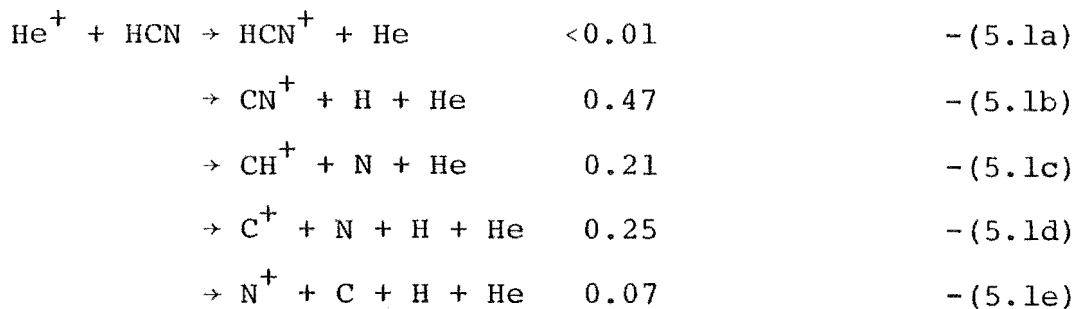 He⁺ + HCN → HCN⁺ + He <0.01 -(5.1a)
→ CN⁺ + H + He 0.47 -(5.1b)
→ CH⁺ + N + He 0.21 -(5.1c)
→ C⁺ + N + H + He 0.25 -(5.1d)
→ N⁺ + C + H + He 0.07 -(5.1e)